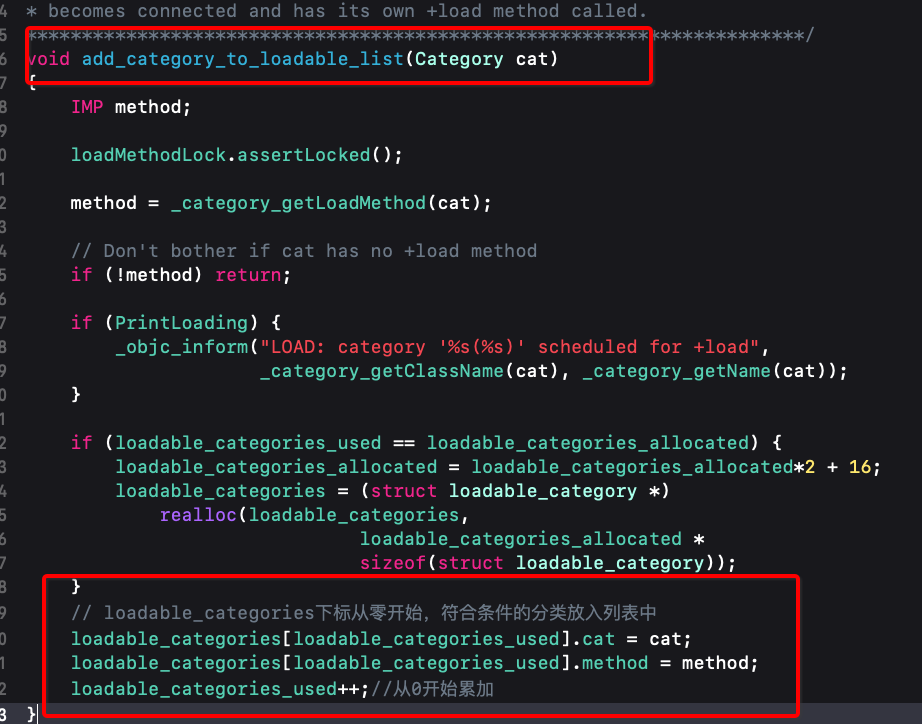 4 * becomes connected and has its own +load method called.
5 **********************************************************************/
6 void add_category_to_loadable_list(Category cat)
7 {
8 IMP method;
9
0 loadMethodLock.assertLocked();
1
2 method = _category_getLoadMethod(cat);
3
4 // Don't bother if cat has no +load method
5 if (!method) return;
6
7 if (PrintLoading) {
8 _objc_inform("LOAD: category '%s(%s)' scheduled for +load",
9 _category_getClassName(cat), _category_getName(cat));
0 }
1
2 if (loadable_categories_used == loadable_categories_allocated) {
3 loadable_categories_allocated = loadable_categories_allocated*2 + 16;
4 loadable_categories = (struct loadable_category *)
5 realloc(loadable_categories,
6 loadable_categories_allocated *
7 sizeof(struct loadable_category));
8 }
9 // loadable_categories下标从零开始，符合条件的分类放入列表中
0 loadable_categories[loadable_categories_used].cat = cat;
1 loadable_categories[loadable_categories_used].method = method;
2 loadable_categories_used++;//从0开始累加
3 }